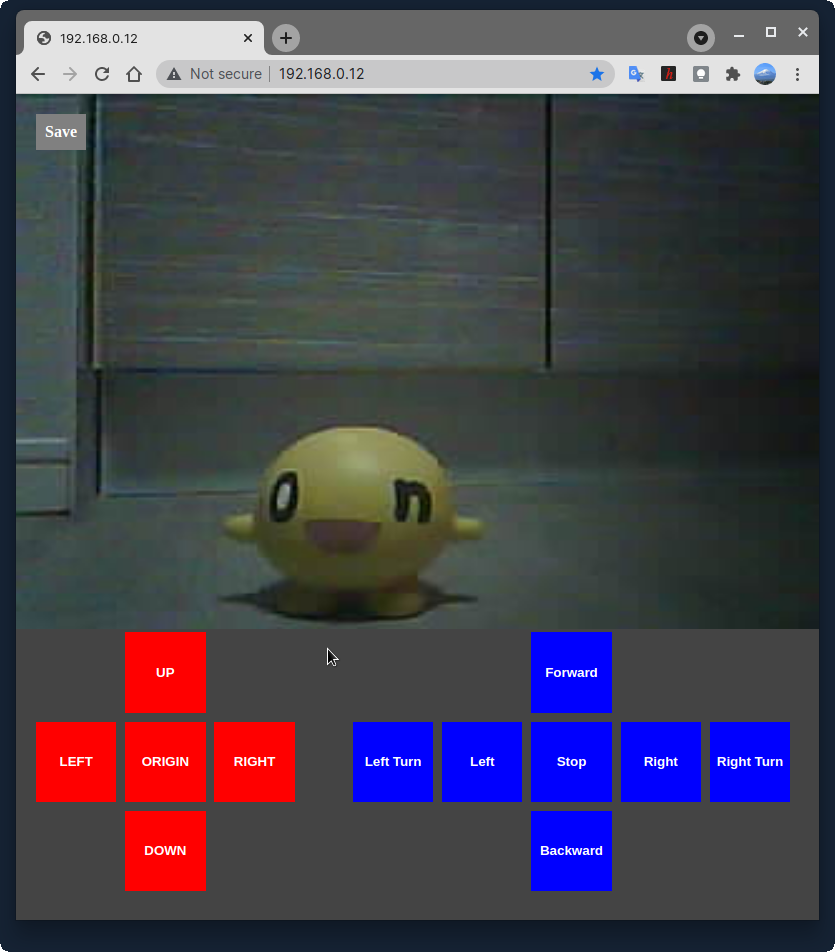 192.168.0.12
Not secure 192.168.0.12
Save
on
UP
Forward
LEFT ORIGIN RIGHT
Left Turn Left Stop Right Right Turn
DOWN
Backward